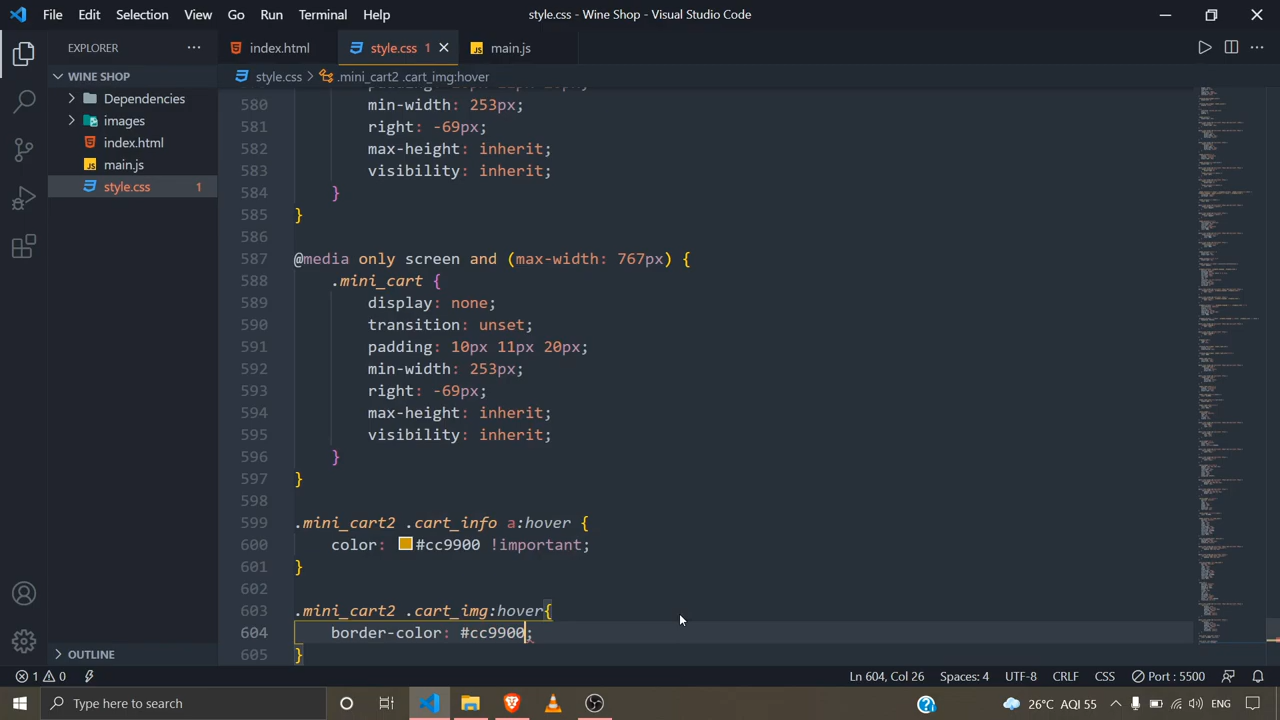 File Edit Selection View Go Run Terminal Help
style.css - Wine Shop - Visual Studio Code
EXPLORER
index.html
style.css 1
main.js
WINE SHOP
Dependencies
images
index.html
main.js
style.css 1
OUTLINE
style.css > .mini_cart2 .cart_img:hover
580 min-width: 253px;
581 right: -69px;
582 max-height: inherit;
583 visibility: inherit;
584 }
585 }
586
587 @media only screen and (max-width: 767px) {
588 .mini_cart {
589 display: none;
590 transition: unset;
591 padding: 10px 11px 20px;
592 min-width: 253px;
593 right: -69px;
594 max-height: inherit;
595 visibility: inherit;
596 }
597 }
598
599 .mini_cart2 .cart_info a:hover {
600 color: #cc9900 !important;
601 }
602
603 .mini_cart2 .cart_img:hover{
604 border-color: #cc9900;
605 }
1 0
Ln 604, Col 26
Spaces: 4
UTF-8
CRLF
CSS
Port : 5500
Type here to search
26°C AQI 55
ENG